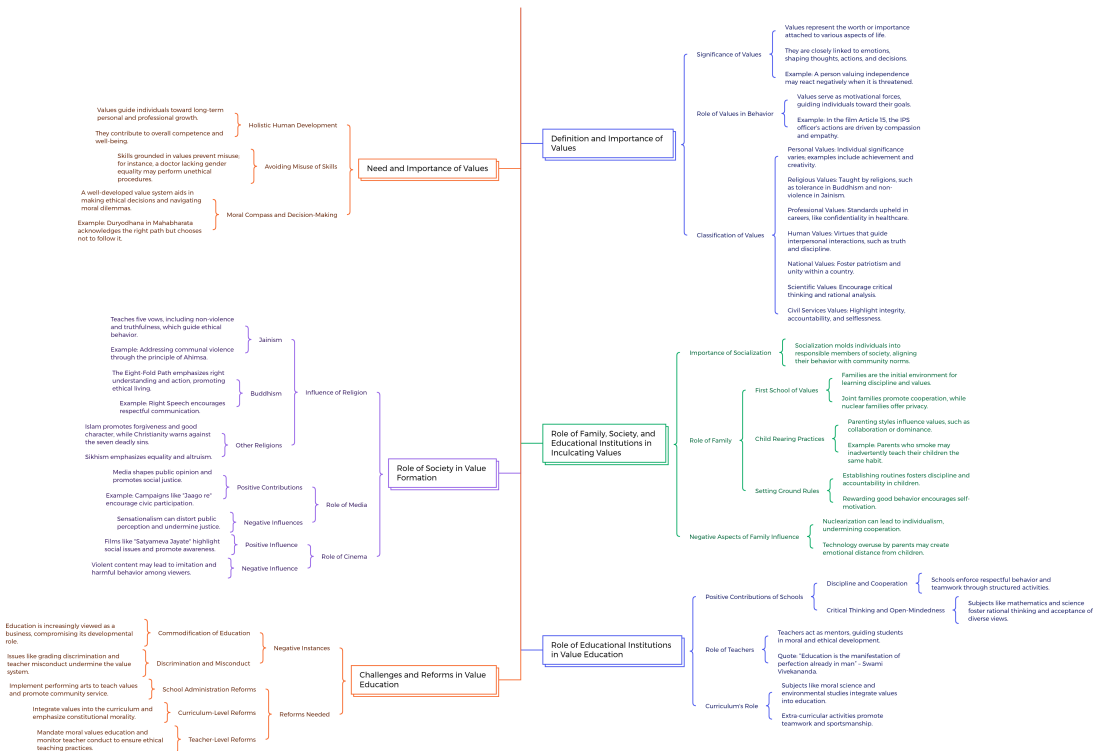 Definition and Importance of
Values
Significance of Values
Values represent the worth or importance
attached to various aspects of life.
They are closely linked to emotions,
shaping thoughts, actions, and decisions.
Example: A person valuing independence
may react negatively when it is threatened.
Role of Values in Behavior
Values serve as motivational forces,
guiding individuals toward their goals.
Example: In the film Article 15, the IPS
officer's actions are driven by compassion
and empathy.
Classification of Values
Personal Values: Individual significance
varies, examples include achievement and
creativity.
Religious Values: Taught by religions, such
as tolerance in Buddhism and non-
violence in Jainism.
Professional Values: Standards upheld in
careers, like confidentiality in healthcare.
Human Values: Virtues that guide
interpersonal interactions, such as truth
and discipline.
National Values: Foster patriotism and
unity within a country.
Scientific Values: Encourage critical
thinking and rational analysis.
Civil Services Values: Highlight integrity,
accountability, and selflessness.
Need and Importance of Values
Holistic Human Development
Values guide individuals toward long-term
personal and professional growth.
They contribute to overall competence and
well-being.
Avoiding Misuse of Skills
Skills grounded in values prevent misuse;
for instance, a doctor lacking gender
equality may perform unethical
procedures.
Moral Compass and Decision-Making
A well-developed value system aids in
making ethical decisions and navigating
moral dilemmas.
Example: Duryodhana in Mahabharata
acknowledges the right path but chooses
not to follow it.
Role of Family, Society, and
Educational Institutions in
Inculcating Values
Importance of Socialization
Socialization molds individuals into
responsible members of society, aligning
their behavior with community norms.
Role of Family
First School of Values
Families are the initial environment for
learning discipline and values.
Joint families promote cooperation, while
nuclear families offer privacy.
Child Rearing Practices
Parenting styles influence values, such as
collaboration or dominance.
Example: Parents who smoke may
inadvertently teach their children the
same habit.
Setting Ground Rules
Establishing routines fosters discipline and
accountability in children.
Rewarding good behavior encourages self-
motivation.
Negative Aspects of Family Influence
Nuclearization can lead to individualism,
undermining cooperation.
Technology overuse by parents may create
emotional distance from children.
Role of Society in Value
Formation
Influence of Religion
Jainism
Teaches five vows, including non-violence
and truthfulness, which guide ethical
behavior.
Example: Addressing communal violence
through the principle of Ahimsa.
Buddhism
The Eight-Fold Path emphasizes right
understanding and action, promoting
ethical living.
Example: Right Speech encourages
respectful communication.
Other Religions
Islam promotes forgiveness and good
character, while Christianity warns against
the seven deadly sins.
Sikhism emphasizes equality and altruism.
Role of Media
Positive Contributions
Media shapes public opinion and
promotes social justice.
Example: Campaigns like "Jaago re"
encourage civic participation.
Negative Influences
Sensationalism can distort public
perception and undermine justice.
Role of Cinema
Positive Influence
Films like "Satyameva Jayate" highlight
social issues and promote awareness.
Negative Influence
Violent content may lead to imitation and
harmful behavior among viewers.
Role of Educational Institutions
in Value Education
Positive Contributions of Schools
Discipline and Cooperation
Schools enforce respectful behavior and
teamwork through structured activities.
Critical Thinking and Open-Mindedness
Subjects like mathematics and science
foster rational thinking and acceptance of
diverse views.
Role of Teachers
Teachers act as mentors, guiding students
in moral and ethical development.
Quote: "Education is the manifestation of
perfection already in man" – Swami
Vivekananda.
Curriculum's Role
Subjects like moral science and
environmental studies integrate values
into education.
Extra-curricular activities promote
teamwork and sportsmanship.
Challenges and Reforms in Value
Education
Negative Instances
Commodification of Education
Education is increasingly viewed as a
business, compromising its developmental
role.
Discrimination and Misconduct
Issues like grading discrimination and
teacher misconduct undermine the value
system.
Reforms Needed
School Administration Reforms
Implement performing arts to teach values
and promote community service.
Curriculum-Level Reforms
Integrate values into the curriculum and
emphasize constitutional morality.
Teacher-Level Reforms
Mandate moral values education and
monitor teacher conduct to ensure ethical
teaching practices.